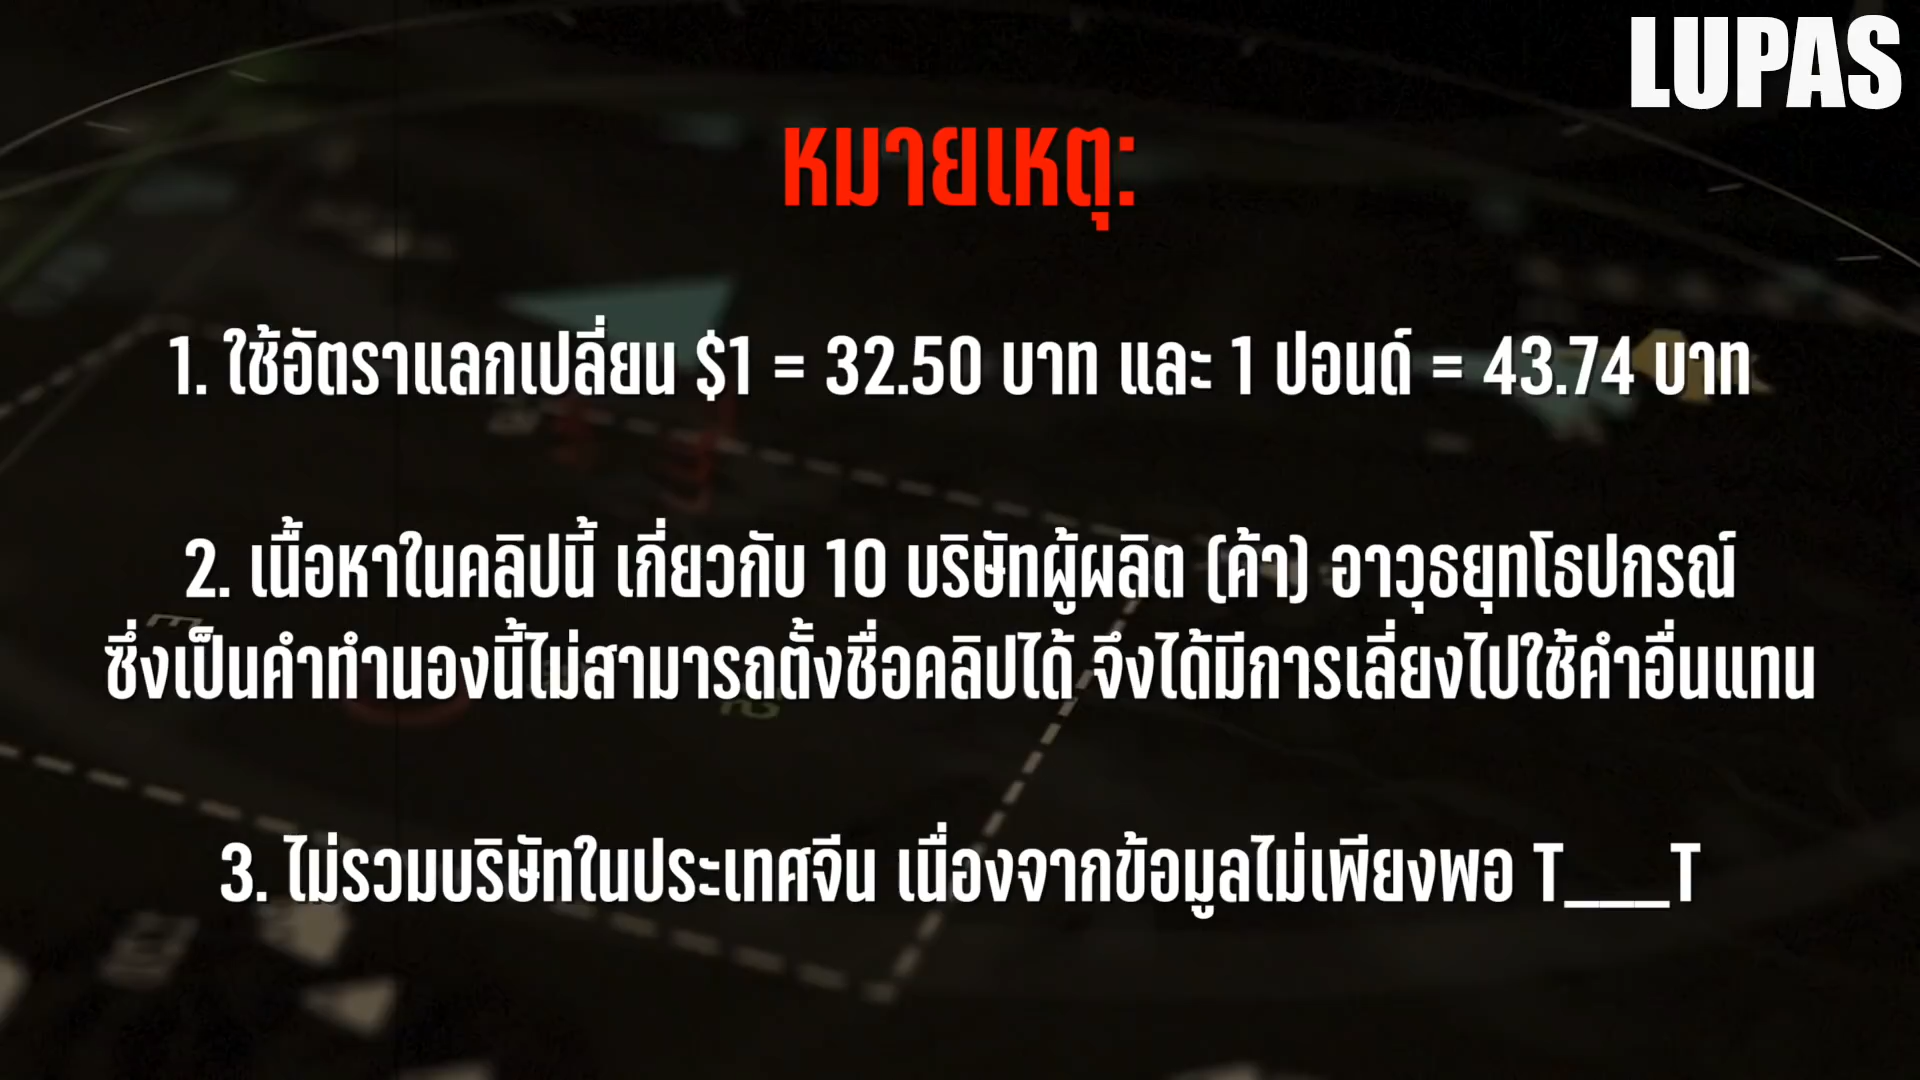 LUPAS
หมายเหตุ:
1. ใช้อัตราแลกเปลี่ยน $1 = 32.50 บาท และ 1 ปอนด์ = 43.74 บาท
2. เนื้อหาในคลิปนี้ เกี่ยวกับ 10 บริษัทผู้ผลิต (ค้า) อาวุธยุทโธปกรณ์
ซึ่งเป็นคำทำนองนี้ไม่สามารถตั้งชื่อคลิปได้ จึงได้มีการเลี่ยงไปใช้คำอื่นแทน
3. ไม่รวมบริษัทในประเทศจีน เนื่องจากข้อมูลไม่เพียงพอ T___T